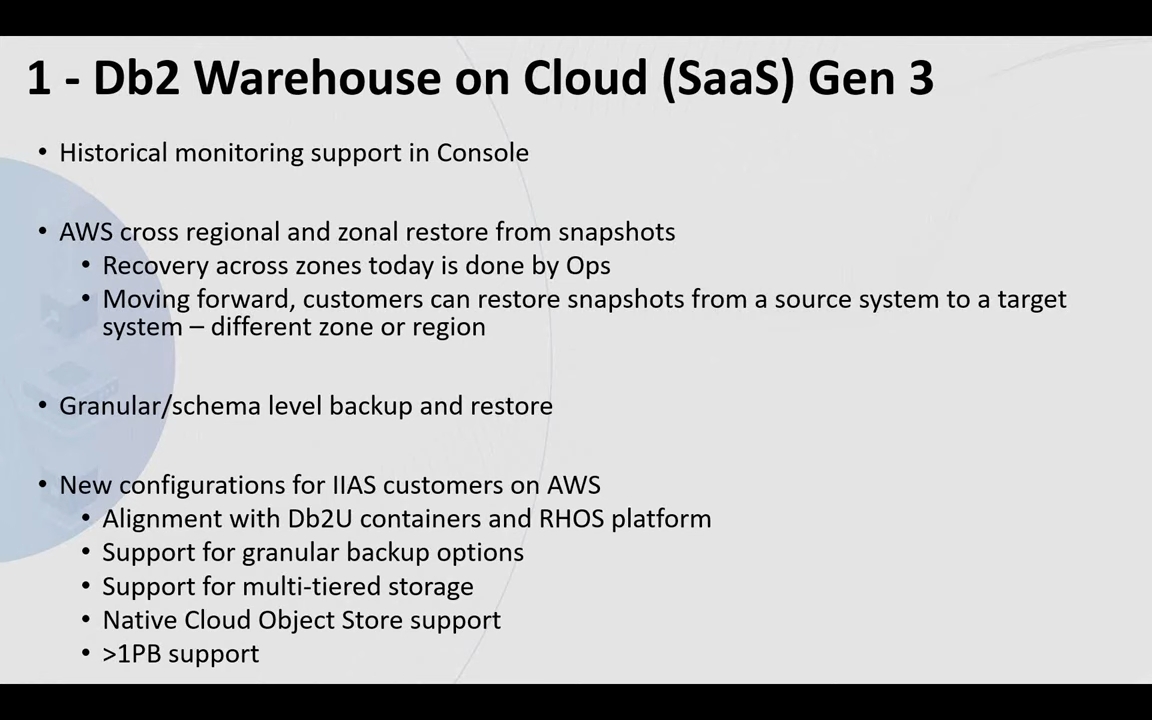 1 - Db2 Warehouse on Cloud (SaaS) Gen 3
• Historical monitoring support in Console
• AWS cross regional and zonal restore from snapshots
• Recovery across zones today is done by Ops
• Moving forward, customers can restore snapshots from a source system to a target
system – different zone or region
• Granular/schema level backup and restore
• New configurations for IIAS customers on AWS
• Alignment with Db2U containers and RHOS platform
• Support for granular backup options
• Support for multi-tiered storage
• Native Cloud Object Store support
• >1PB support